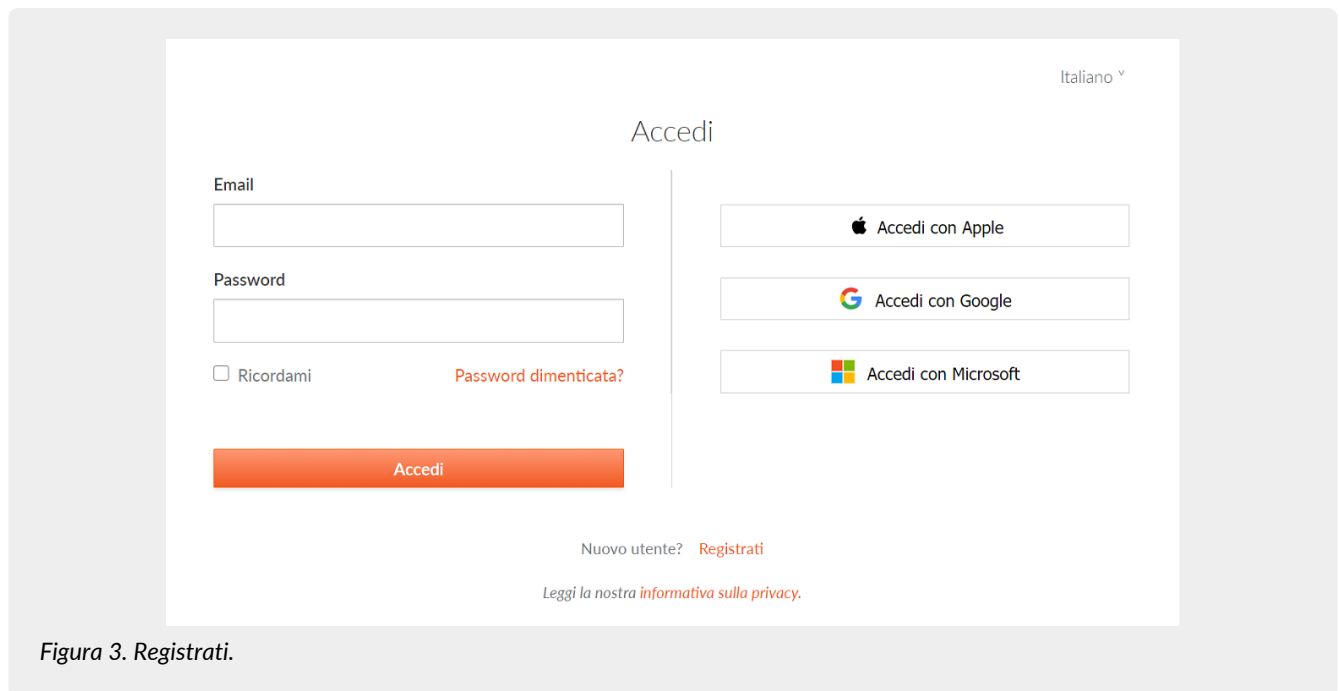 Italiano ˅
Accedi
Email
Password
Ricordami
Password dimenticata?
Accedi
Accedi con Apple
Accedi con Google
Accedi con Microsoft
Nuovo utente? Registrati
Leggi la nostra informativa sulla privacy.
Figura 3. Registrati.